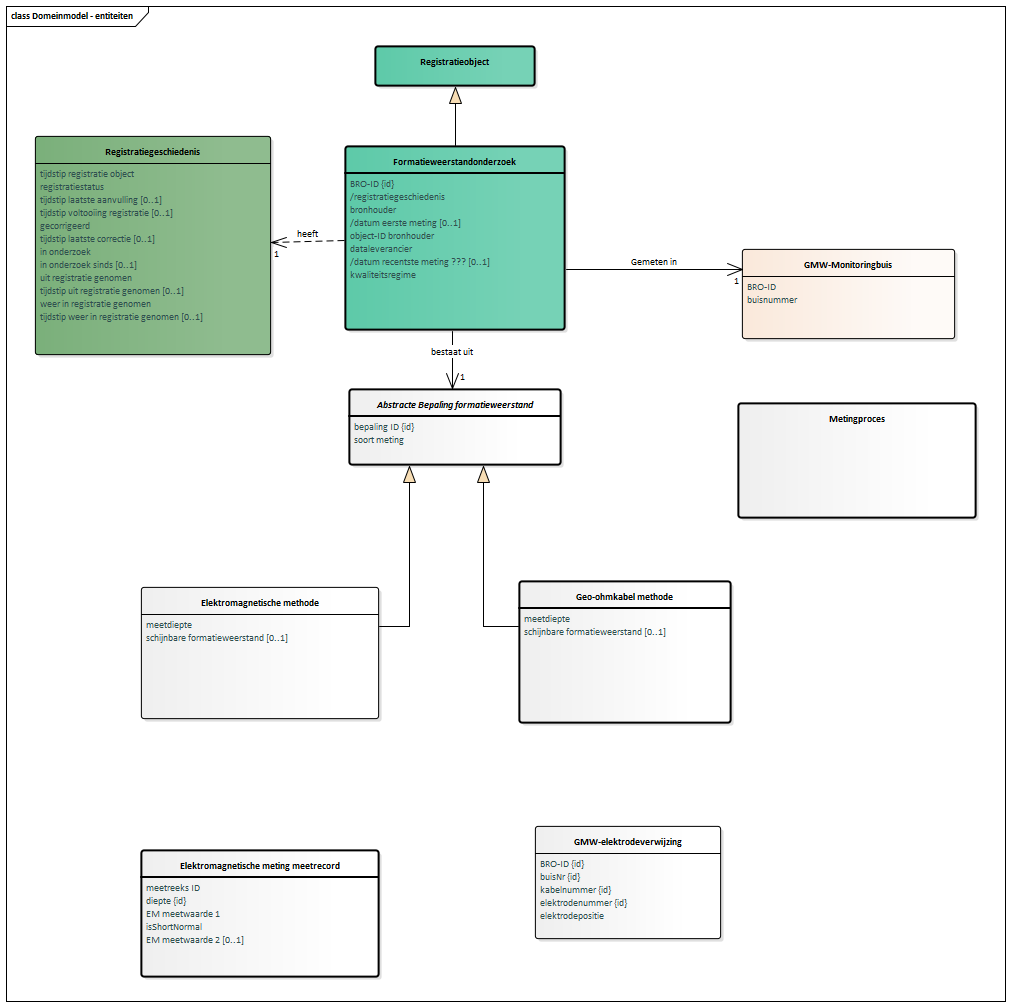 class Domeinmodel - entiteiten
Registratieobject
Registratiegeschiedenis
tijdstip registratie object
registratiestatus
tijdstip laatste aanvulling [0..1]
tijdstip voltooiing registratie [0..1]
gecorrigeerd
tijdstip laatste correctie [0..1]
in onderzoek
in onderzoek sinds [0..1]
uit registratie genomen
tijdstip uit registratie genomen [0..1]
weer in registratie genomen
tijdstip weer in registratie genomen [0..1]
heeft
1
Formatieweerstandonderzoek
BRO-ID {id}
/registratiegeschiedenis
bronhouder
/datum eerste meting [0..1]
object-ID bronhouder
dataleverancier
/datum recentste meting ??? [0..1]
kwaliteitsregime
Gemeten in
1
GMW-Monitoringbuis
BRO-ID
buisnummer
bestaat uit
1
Abstracte Bepaling formatieweerstand
bepaling ID {id}
soort meting
Metingproces
Elektromagnetische methode
meetdiepte
schijnbare formatieweerstand [0..1]
Geo-ohmkabel methode
meetdiepte
schijnbare formatieweerstand [0..1]
Elektromagnetische meting meetrecord
meetreeks ID
diepte {id}
EM meetwaarde 1
isShortNormal
EM meetwaarde 2 [0..1]
GMW-elektrodeverwijzing
BRO-ID {id}
buisNr {id}
kabelnummer {id}
elektrodenummer {id}
elektrodepositie